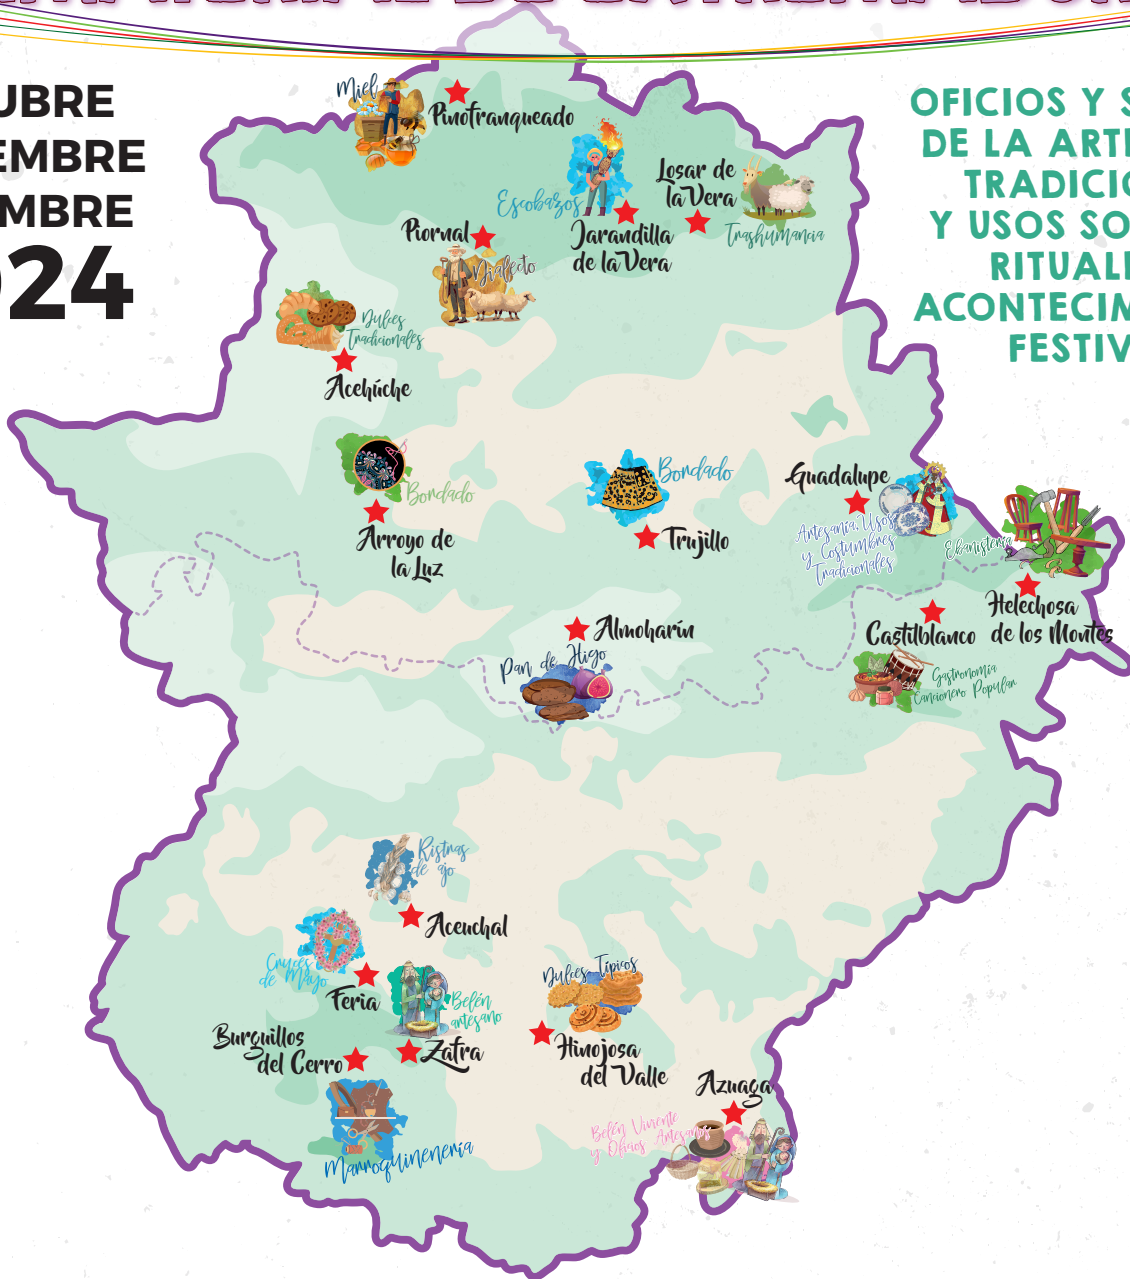 UBRE
EMBRE
MBRE
024
OFICIOS Y S
DE LA ARTE
TRADICIO
Y USOS SO
RITUALE
ACONTECIM
FESTIV
Miel
Pinofranqueado
Escobazos
Jarandilla
de la Vera
Losar de
la Vera
Trashumancia
Piornal
Dialecto
Dulces
Tradicionales
Acehúche
Bordado
Arroyo de
la Luz
Bordado
Trujillo
Guadalupe
Artesanía, Usos
y Costumbres
Tradicionales
Ebanistería
Helechosa
de los Montes
Castilblanco
Gastronomía
Cancionero Popular
Almoharín
Pan de Higo
Ristras
de ajo
Aceuchal
Cruces
de Mayo
Feria
Belén
artesano
Zafra
Burguillos
del Cerro
Marroquinenería
Dulces Típicos
Hinojosa
del Valle
Azuaga
Belén Viviente
y Oficios Artesanos